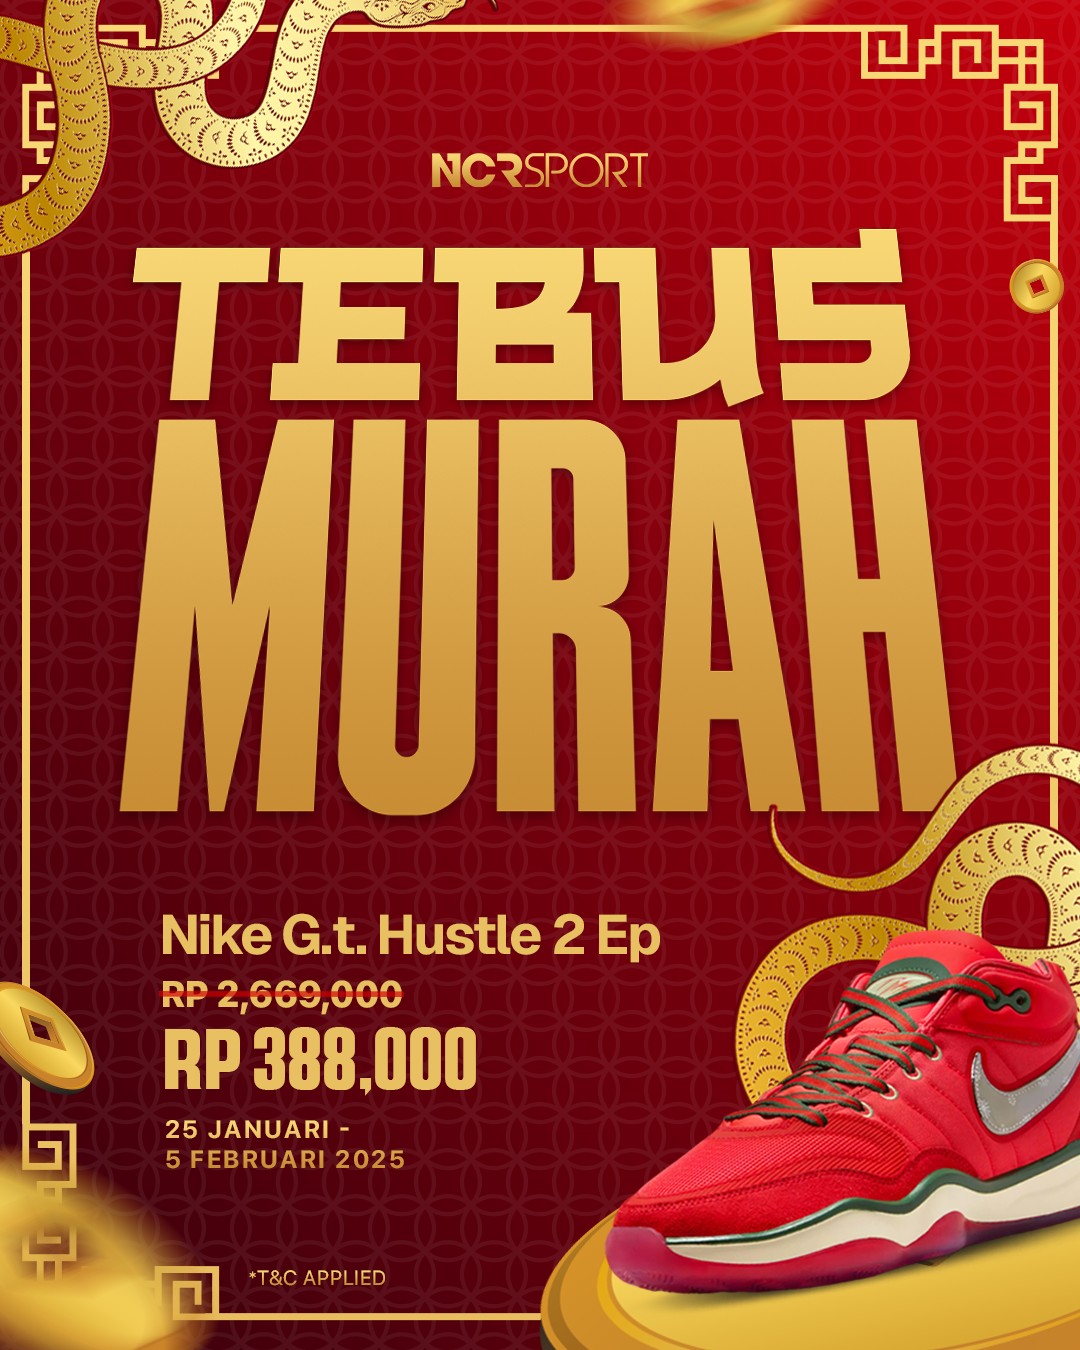 NCRSPORT
TEBUS
MURAH
Nike G.t. Hustle 2 Ep
RP 2,669,000
RP 388,000
25 JANUARI -
5 FEBRUARI 2025
*T&C APPLIED